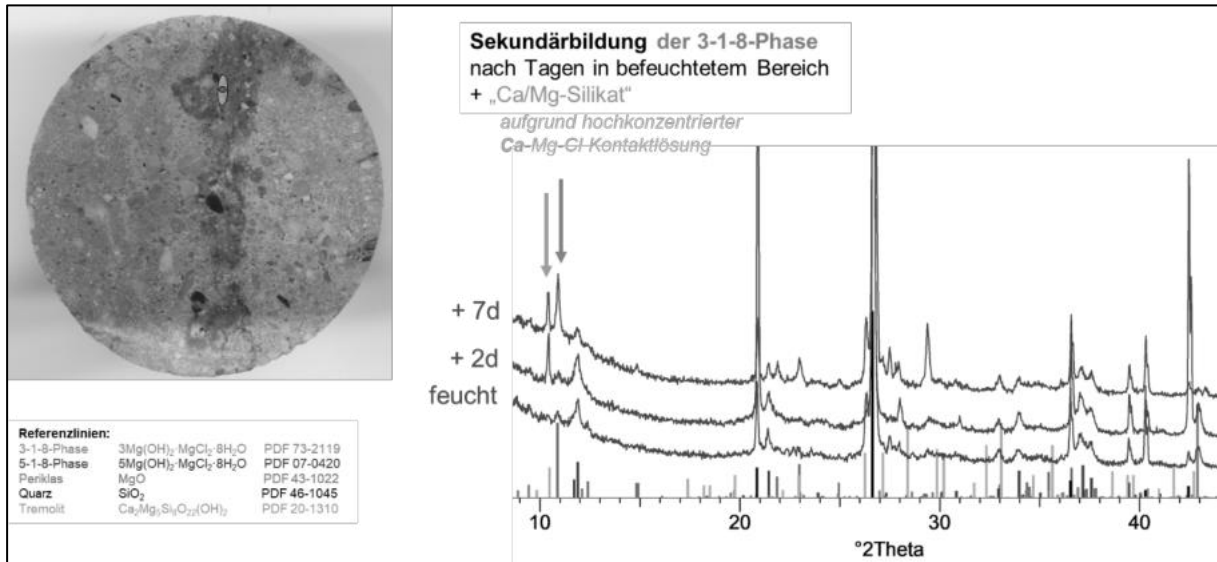 Sekundärbildung der 3-1-8-Phase
nach Tagen in befeuchtetem Bereich
+ „Ca/Mg-Silikat“
aufgrund hochkonzentrierter
Ca-Mg-Cl Kontaktlösung
+ 7d
+ 2d
feucht
Referenzlinien:
3-1-8-Phase 3Mg(OH)₂·MgCl₂·8H₂O PDF 73-2119
5-1-8-Phase 5Mg(OH)₂·MgCl₂·8H₂O PDF 07-0420
Periklas MgO PDF 43-1022
Quarz SiO₂ PDF 46-1045
Tremolit Ca₂Mg₅Si₈O₂₂(OH)₂ PDF 20-1310
10 20 30 40
°2Theta